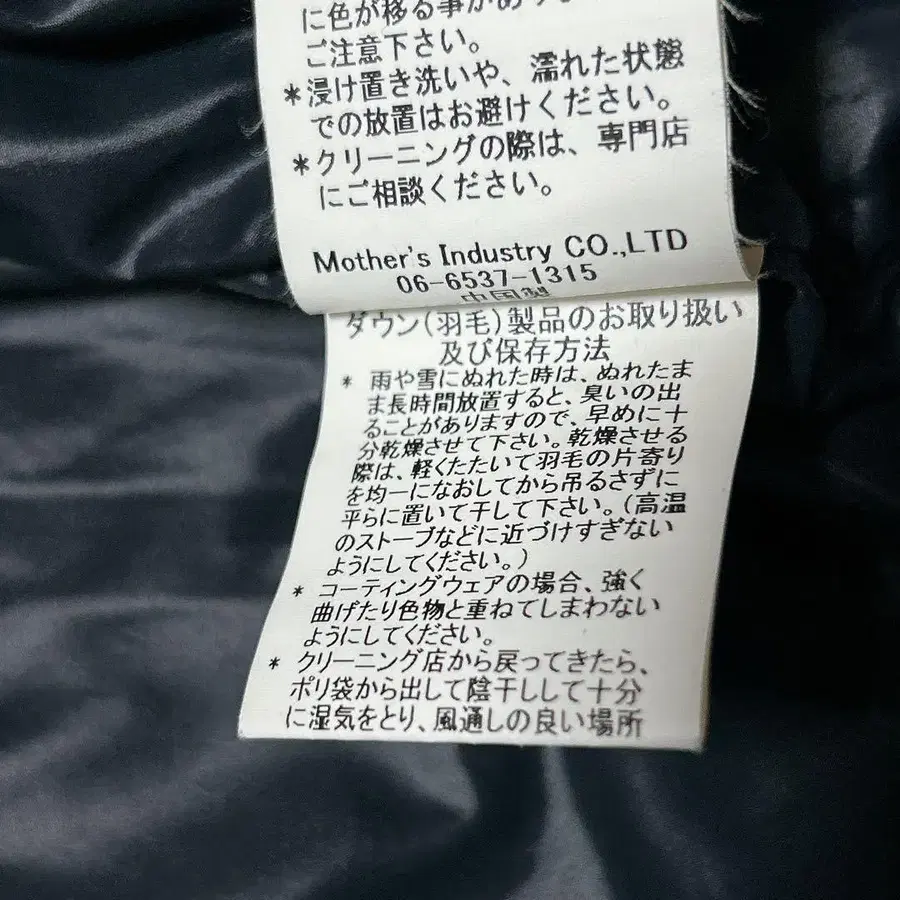 に色が移る事があり
ご注意下さい。
*浸け置き洗いや、濡れた状態
での放置はお避けください。
*クリーニングの際は、専門店
にご相談ください。
Mother's Industry CO.,LTD
06-6537-1315
中国製
ダウン(羽毛)製品のお取り扱い
及び保存方法
* 雨や雪にぬれた時は、ぬれたま
ま長時間放置すると、臭いの出
ることがありますので、早めに十
分乾燥させて下さい。乾燥させる
際は、軽くたたいて羽毛の片寄り
を均一になおしてから吊るさずに
平らに置いて干して下さい。(高温
のストーブなどに近づけすぎない
ようにしてください。)
* コーティングウェアの場合、強く
曲げたり色物と重ねてしまわない
ようにしてください。
* クリーニング店から戻ってきたら、
ポリ袋から出して陰干しして十分
に湿気をとり、風通しの良い場所